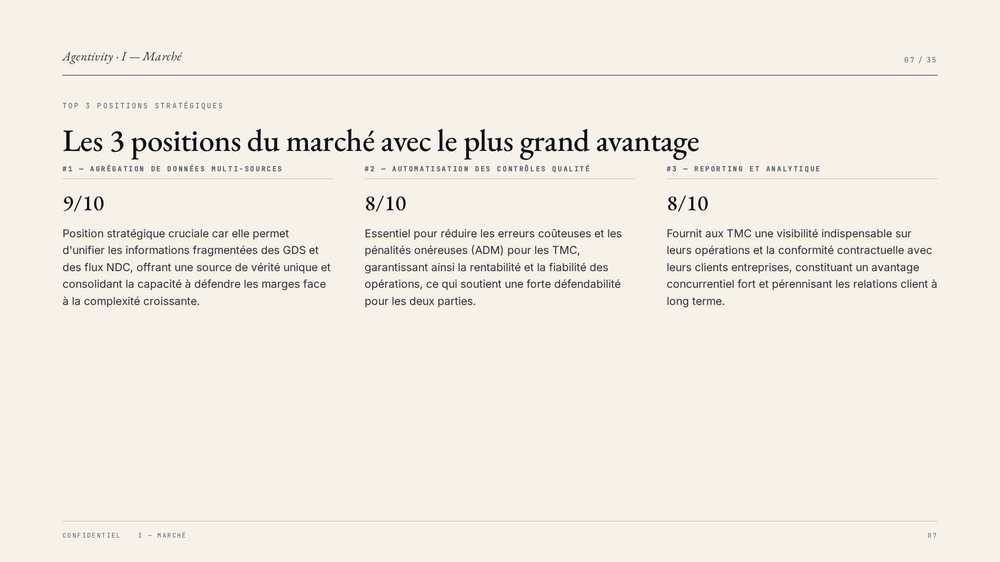 Agentivity · I — Marché
07 / 35
TOP 3 POSITIONS STRATÉGIQUES
Les 3 positions du marché avec le plus grand avantage
#1 — AGRÉGATION DE DONNÉES MULTI-SOURCES
9/10
Position stratégique cruciale car elle permet
d'unifier les informations fragmentées des GDS et
des flux NDC, offrant une source de vérité unique et
consolidant la capacité à défendre les marges face
à la complexité croissante.
#2 — AUTOMATISATION DES CONTRÔLES QUALITÉ
8/10
Essentiel pour réduire les erreurs coûteuses et les
pénalités onéreuses (ADM) pour les TMC,
garantissant ainsi la rentabilité et la fiabilité des
opérations, ce qui soutient une forte défendabilité
pour les deux parties.
#3 — REPORTING ET ANALYTIQUE
8/10
Fournit aux TMC une visibilité indispensable sur
leurs opérations et la conformité contractuelle avec
leurs clients entreprises, constituant un avantage
concurrentiel fort et pérennisant les relations client à
long terme.
CONFIDENTIEL I — MARCHÉ
07